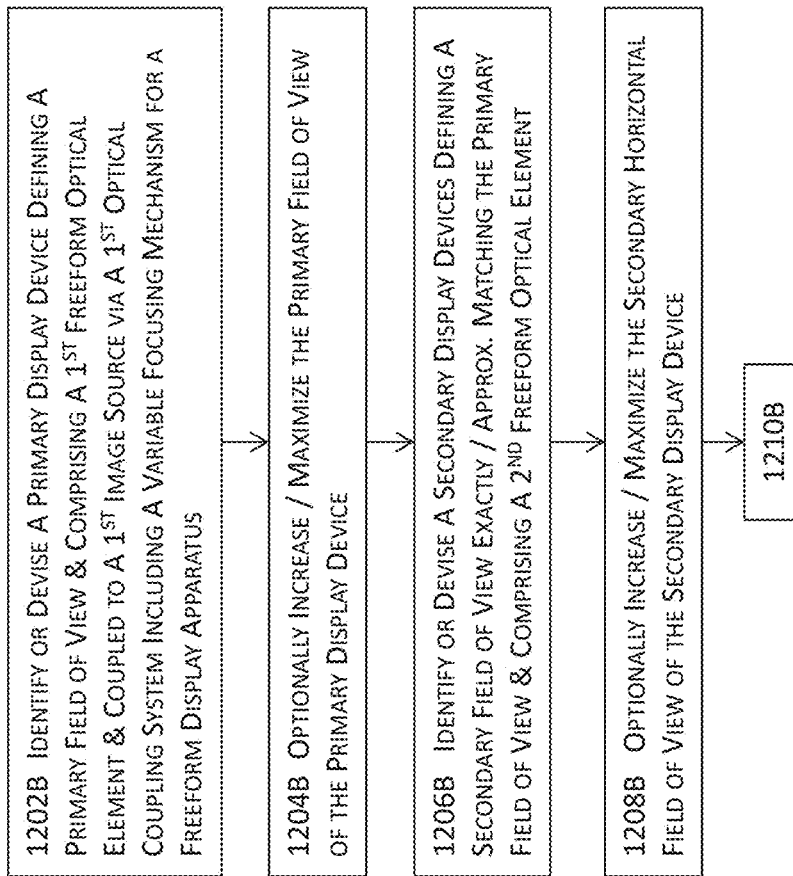 1202B IDENTIFY OR DEVISE A PRIMARY DISPLAY DEVICE DEFINING A
PRIMARY FIELD OF VIEW & COMPRISING A 1ST FREEFORM OPTICAL
ELEMENT & COUPLED TO A 1ST IMAGE SOURCE VIA A 1ST OPTICAL
COUPLING SYSTEM INCLUDING A VARIABLE FOCUSING MECHANISM FOR A
FREEFORM DISPLAY APPARATUS
1204B OPTIONALLY INCREASE / MAXIMIZE THE PRIMARY FIELD OF VIEW
OF THE PRIMARY DISPLAY DEVICE
1206B IDENTIFY OR DEVISE A SECONDARY DISPLAY DEVICES DEFINING A
SECONDARY FIELD OF VIEW EXACTLY / APPROX. MATCHING THE PRIMARY
FIELD OF VIEW & COMPRISING A 2ND FREEFORM OPTICAL ELEMENT
1208B OPTIONALLY INCREASE / MAXIMIZE THE SECONDARY HORIZONTAL
FIELD OF VIEW OF THE SECONDARY DISPLAY DEVICE
1210B